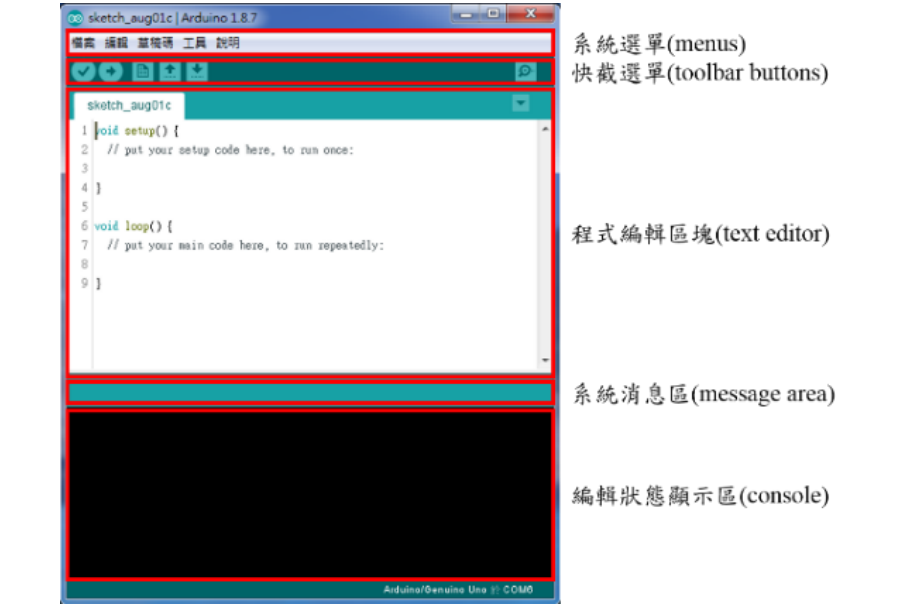 sketch_aug01c | Arduino 1.8.7
檔案 編輯 草稿碼 工具 說明
系統選單(menus)
快截選單(toolbar buttons)
sketch_aug01c
1 void setup() {
2 // put your setup code here, to run once:
3
4 }
5
6 void loop() {
7 // put your main code here, to run repeatedly:
8
9 }
程式編輯區塊(text editor)
系統消息區(message area)
編輯狀態顯示區(console)
Arduino/Genuino Uno 於 COM6